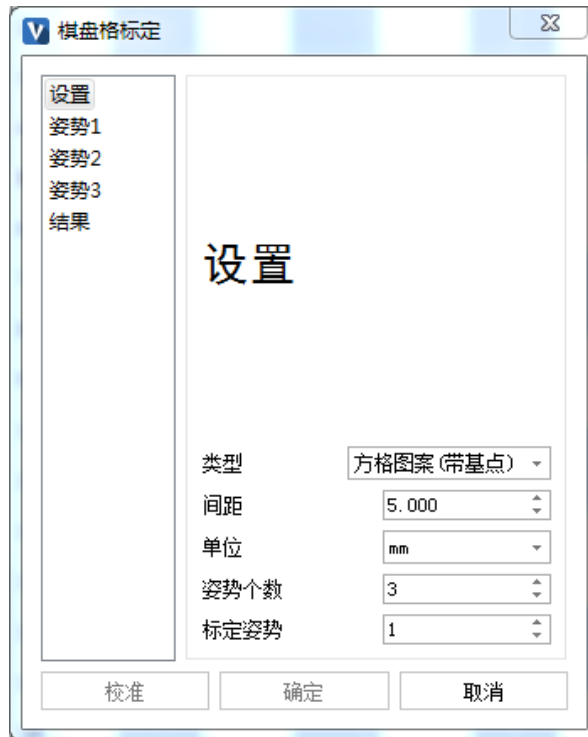 V 棋盘格标定
设置
姿势1
姿势2
姿势3
结果
设置
类型 方格图案(带基点)
间距 5.000
单位 mm
姿势个数 3
标定姿势 1
校准 确定 取消